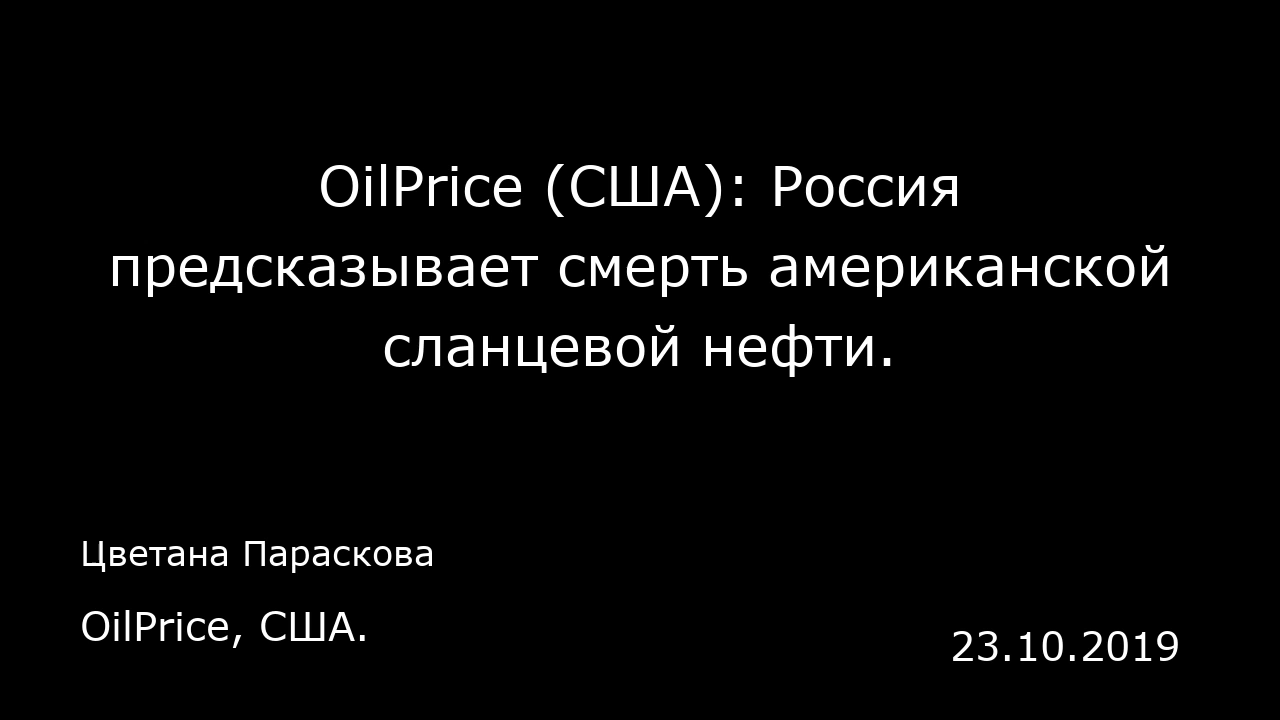 OilPrice (США): Россия
предсказывает смерть американской
сланцевой нефти.
Цветана Параскова
OilPrice, США.
23.10.2019